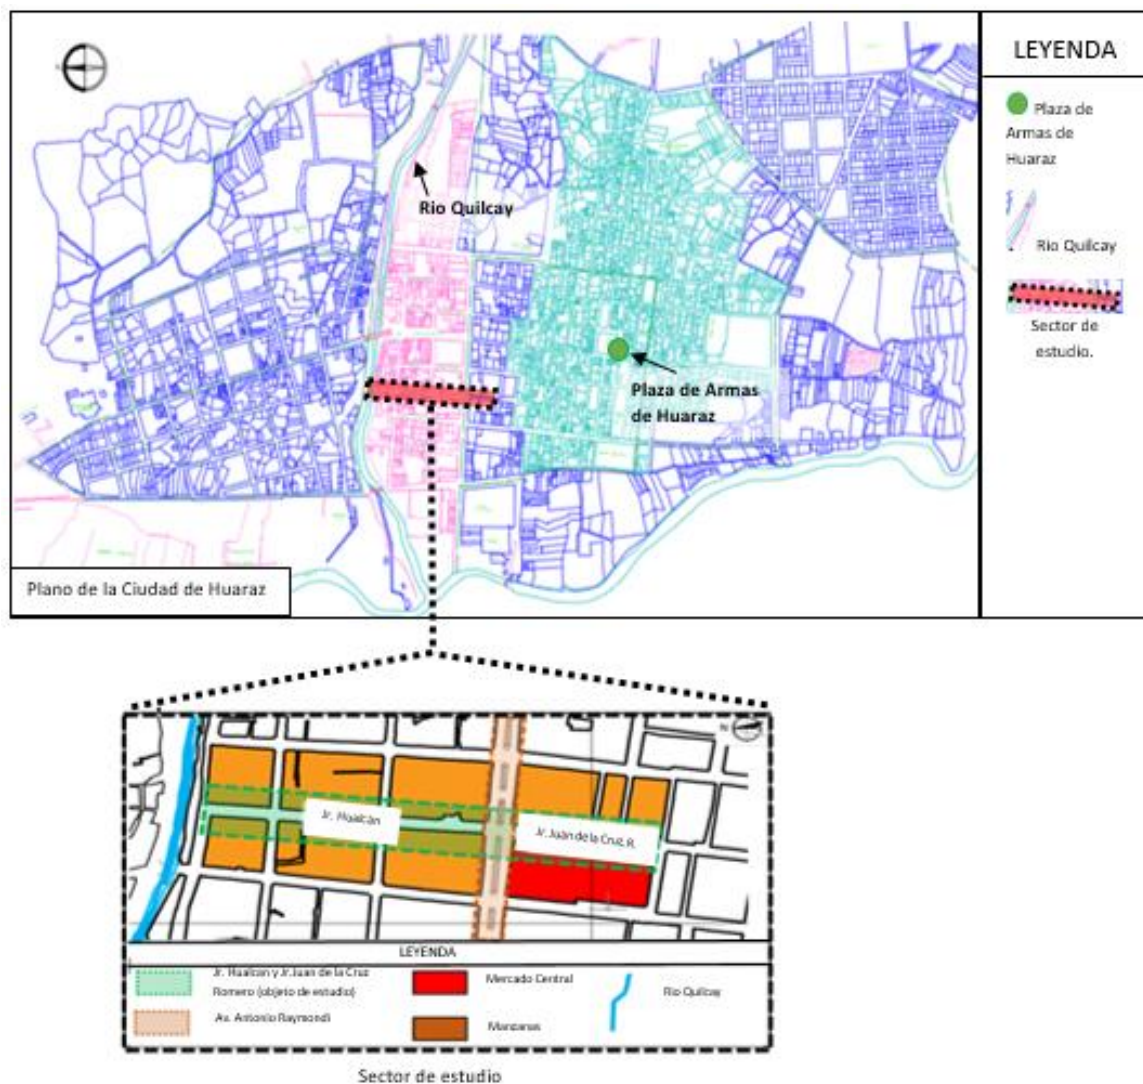 LEYENDA
Plaza de
Armas de
Huaraz
Rio Quilcay
Sector de
estudio.
Rio Quilcay
Plaza de Armas
de Huaraz
Plano de la Ciudad de Huaraz
N
Jr. Hualcán
Jr. Juan de la Cruz R.
LEYENDA
Jr. Hualcan y Jr. Juan de la Cruz
Romero (objeto de estudio)
Mercado Central
Rio Quilcay
Av. Antonio Raymondi
Manzanas
Sector de estudio